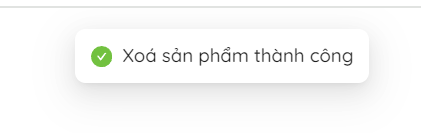 Xoá sản phẩm thành công